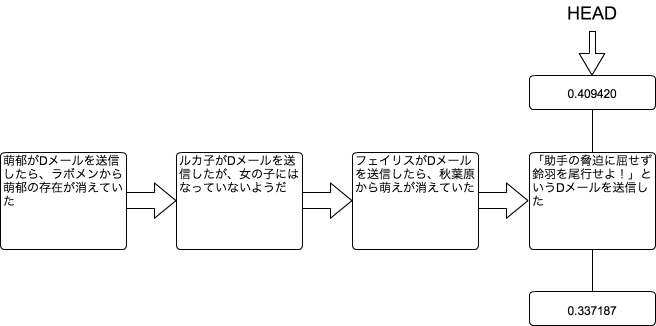 HEAD
0.409420
萌郁がDメールを送信
したら、ラボメンから
萌郁の存在が消えてい
た
ルカ子がDメールを送
信したが、女の子には
なっていないようだ
フェイリスがDメール
を送信したら、秋葉原
から萌えが消えていた
「助手の脅迫に屈せず
鈴羽を尾行せよ！」と
いうDメールを送信し
た
0.337187